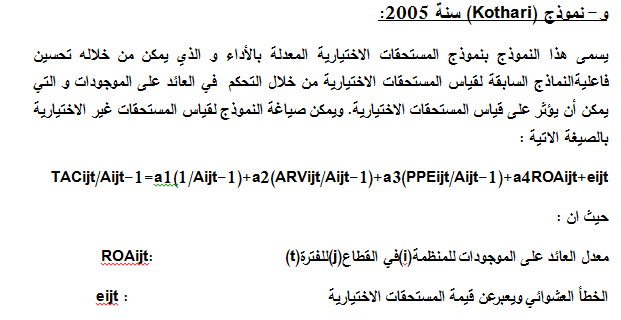 و - نموذج (Kothari) سنة 2005:
يسمى هذا النموذج بنموذج المستحقات الاختيارية المعدلة بالأداء و الذي يمكن من خلاله تحسين
فاعليةالنماذج السابقة لقياس المستحقات الاختيارية من خلال التحكم في العائد على الموجودات و التي
يمكن أن يؤثر على قياس المستحقات الاختيارية. ويمكن صياغة النموذج لقياس المستحقات غير الاختيارية
بالصيغة الاتية :
TACijt/Aijt-1=a1(1/Aijt-1)+a2(ARVijt/Aijt-1)+a3(PPEijt/Aijt-1)+a4ROAijt+eijt
حيث ان :
معدل العائد على الموجودات للمنظمة(i)في القطاع(j)للفترة(t) ROAijt:
الخطأ العشوائي ويعبرعن قيمة المستحقات الاختيارية eijt :